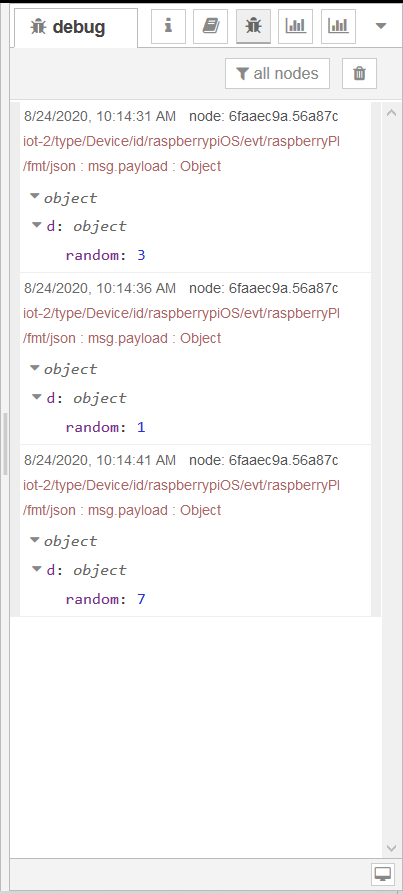 debug
all nodes
8/24/2020, 10:14:31 AM node: 6faaec9a.56a87c
iot-2/type/Device/id/raspberrypiOS/evt/raspberryPI
/fmt/json : msg.payload : Object
object
d: object
random: 3
8/24/2020, 10:14:36 AM node: 6faaec9a.56a87c
iot-2/type/Device/id/raspberrypiOS/evt/raspberryPI
/fmt/json : msg.payload : Object
object
d: object
random: 1
8/24/2020, 10:14:41 AM node: 6faaec9a.56a87c
iot-2/type/Device/id/raspberrypiOS/evt/raspberryPI
/fmt/json : msg.payload : Object
object
d: object
random: 7